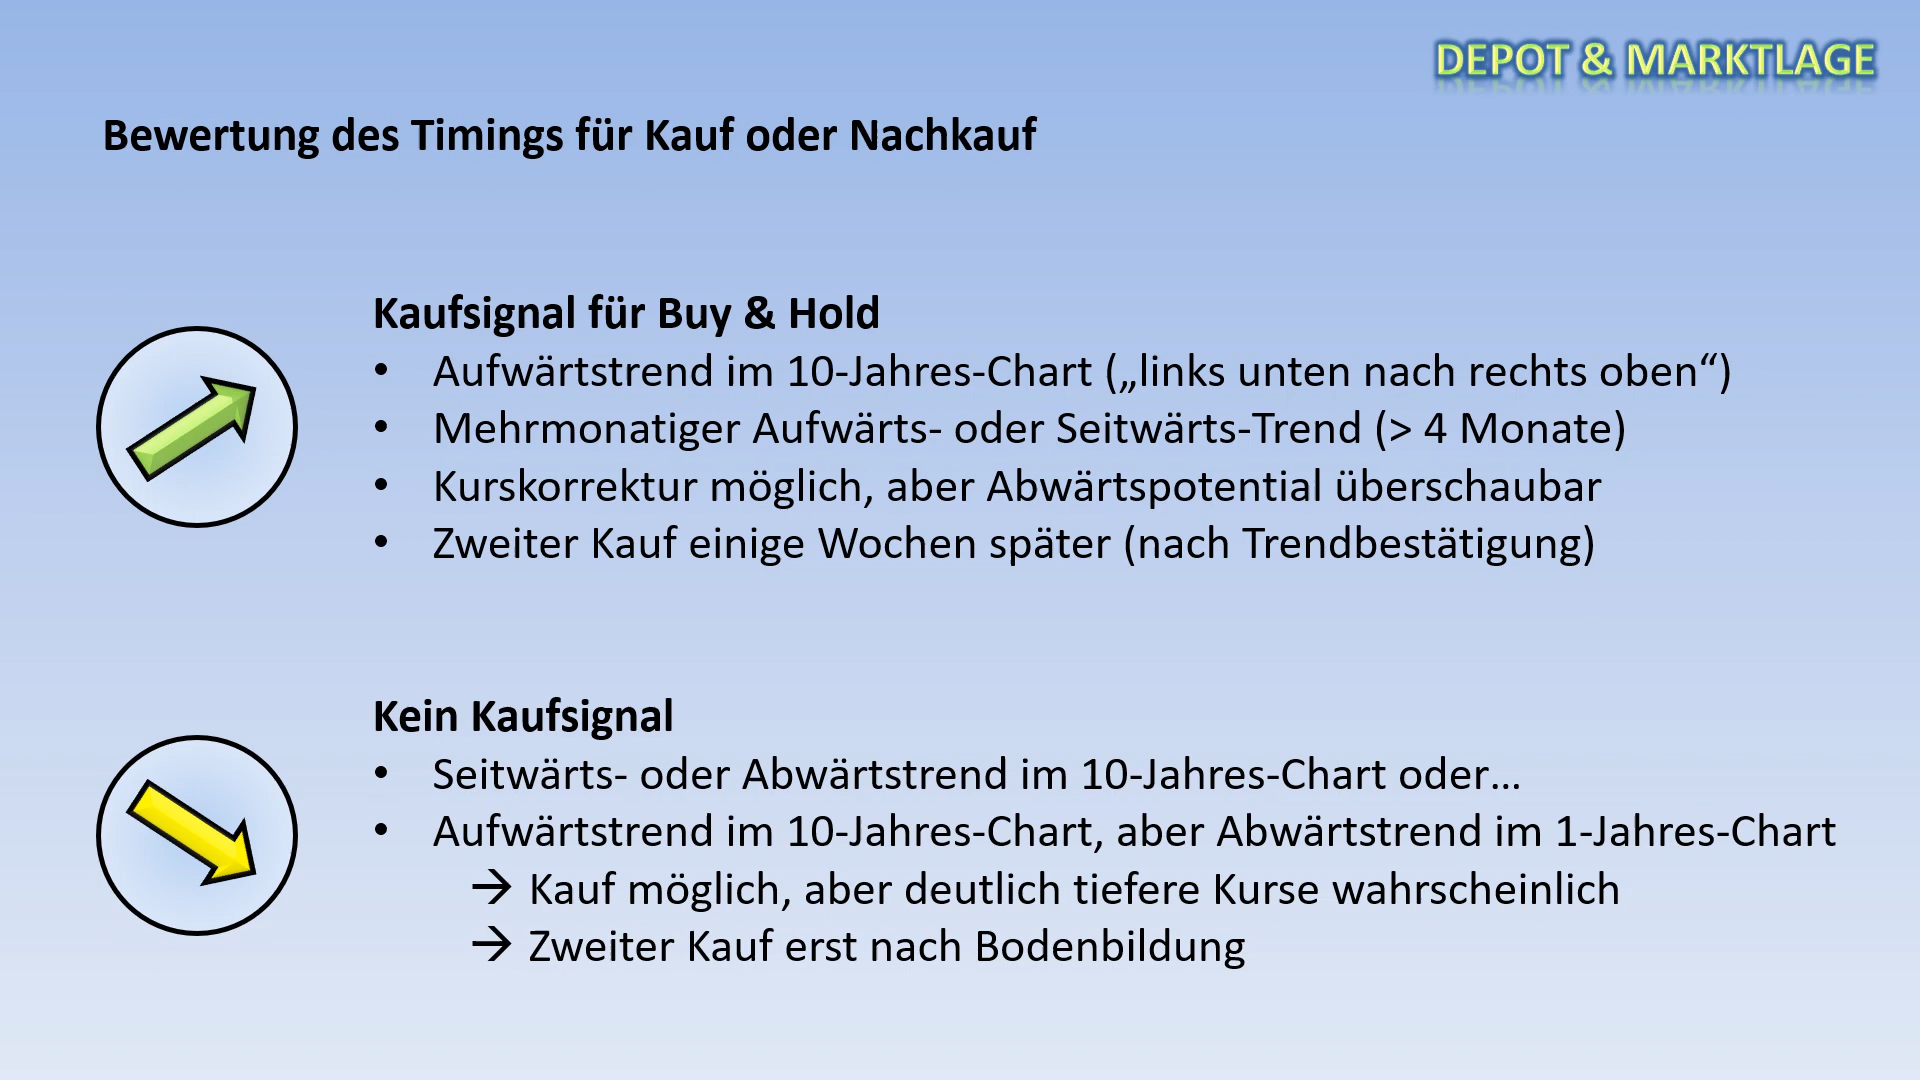 DEPOT & MARKTLAGE
Bewertung des Timings für Kauf oder Nachkauf
Kaufsignal für Buy & Hold
• Aufwärtstrend im 10-Jahres-Chart („links unten nach rechts oben“)
• Mehrmonatiger Aufwärts- oder Seitwärts-Trend (> 4 Monate)
• Kurskorrektur möglich, aber Abwärtspotential überschaubar
• Zweiter Kauf einige Wochen später (nach Trendbestätigung)
Kein Kaufsignal
• Seitwärts- oder Abwärtstrend im 10-Jahres-Chart oder…
• Aufwärtstrend im 10-Jahres-Chart, aber Abwärtstrend im 1-Jahres-Chart
→ Kauf möglich, aber deutlich tiefere Kurse wahrscheinlich
→ Zweiter Kauf erst nach Bodenbildung